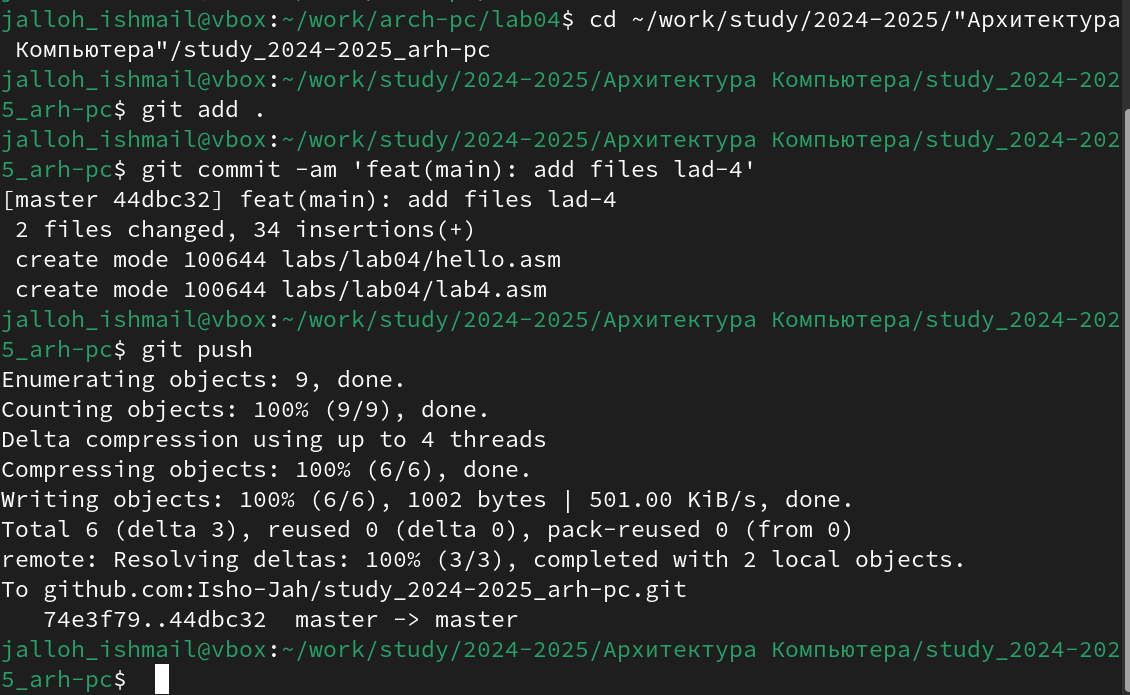 jalloh_ishmail@vbox:~/work/arch-pc/lab04$ cd ~/work/study/2024-2025/"Архитектура
 Компьютера"/study_2024-2025_arh-pc
jalloh_ishmail@vbox:~/work/study/2024-2025/Архитектура Компьютера/study_2024-202
5_arh-pc$ git add .
jalloh_ishmail@vbox:~/work/study/2024-2025/Архитектура Компьютера/study_2024-202
5_arh-pc$ git commit -am 'feat(main): add files lad-4'
[master 44dbc32] feat(main): add files lad-4
 2 files changed, 34 insertions(+)
 create mode 100644 labs/lab04/hello.asm
 create mode 100644 labs/lab04/lab4.asm
jalloh_ishmail@vbox:~/work/study/2024-2025/Архитектура Компьютера/study_2024-202
5_arh-pc$ git push
Enumerating objects: 9, done.
Counting objects: 100% (9/9), done.
Delta compression using up to 4 threads
Compressing objects: 100% (6/6), done.
Writing objects: 100% (6/6), 1002 bytes | 501.00 KiB/s, done.
Total 6 (delta 3), reused 0 (delta 0), pack-reused 0 (from 0)
remote: Resolving deltas: 100% (3/3), completed with 2 local objects.
To github.com:Isho-Jah/study_2024-2025_arh-pc.git
   74e3f79..44dbc32  master -> master
jalloh_ishmail@vbox:~/work/study/2024-2025/Архитектура Компьютера/study_2024-202
5_arh-pc$